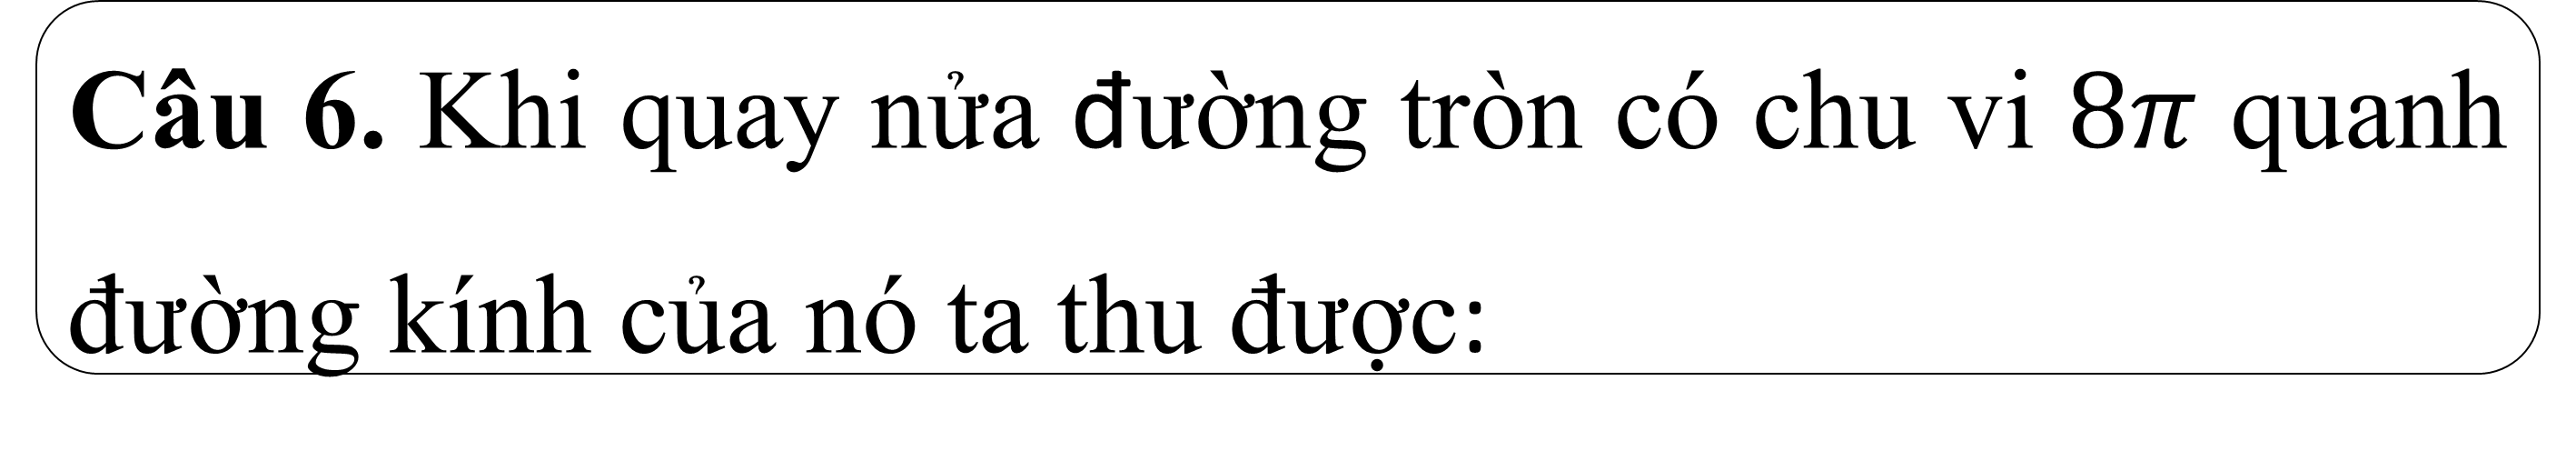 Câu 6. Khi quay nửa đường tròn có chu vi 8π quanh
đường kính của nó ta thu được: